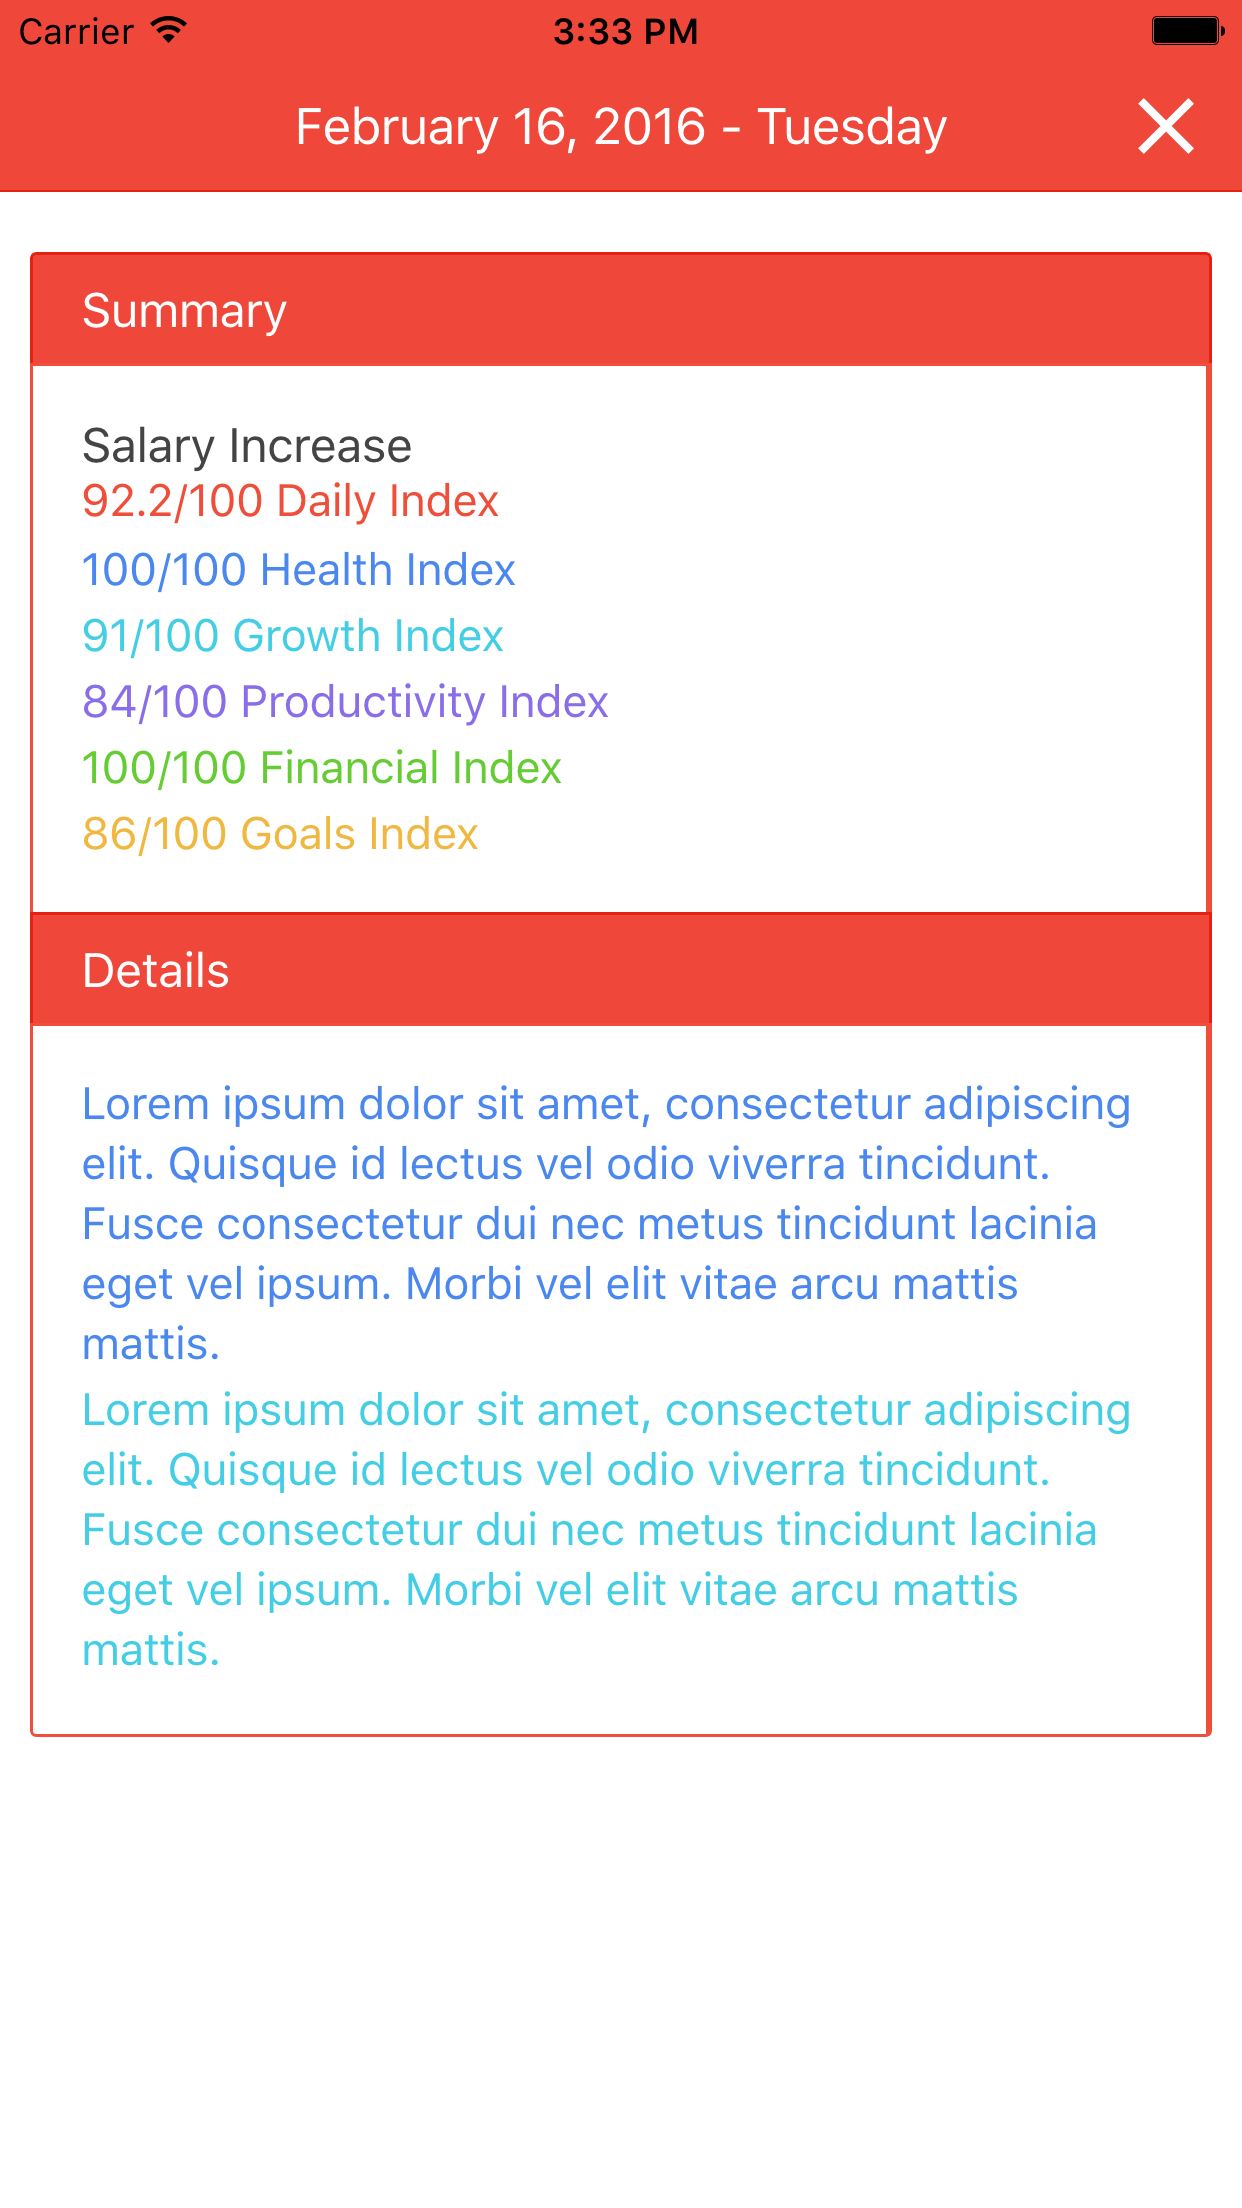 Carrier 3:33 PM
February 16, 2016 - Tuesday
Summary
Salary Increase
92.2/100 Daily Index
100/100 Health Index
91/100 Growth Index
84/100 Productivity Index
100/100 Financial Index
86/100 Goals Index
Details
Lorem ipsum dolor sit amet, consectetur adipiscing
elit. Quisque id lectus vel odio viverra tincidunt.
Fusce consectetur dui nec metus tincidunt lacinia
eget vel ipsum. Morbi vel elit vitae arcu mattis
mattis.
Lorem ipsum dolor sit amet, consectetur adipiscing
elit. Quisque id lectus vel odio viverra tincidunt.
Fusce consectetur dui nec metus tincidunt lacinia
eget vel ipsum. Morbi vel elit vitae arcu mattis
mattis.